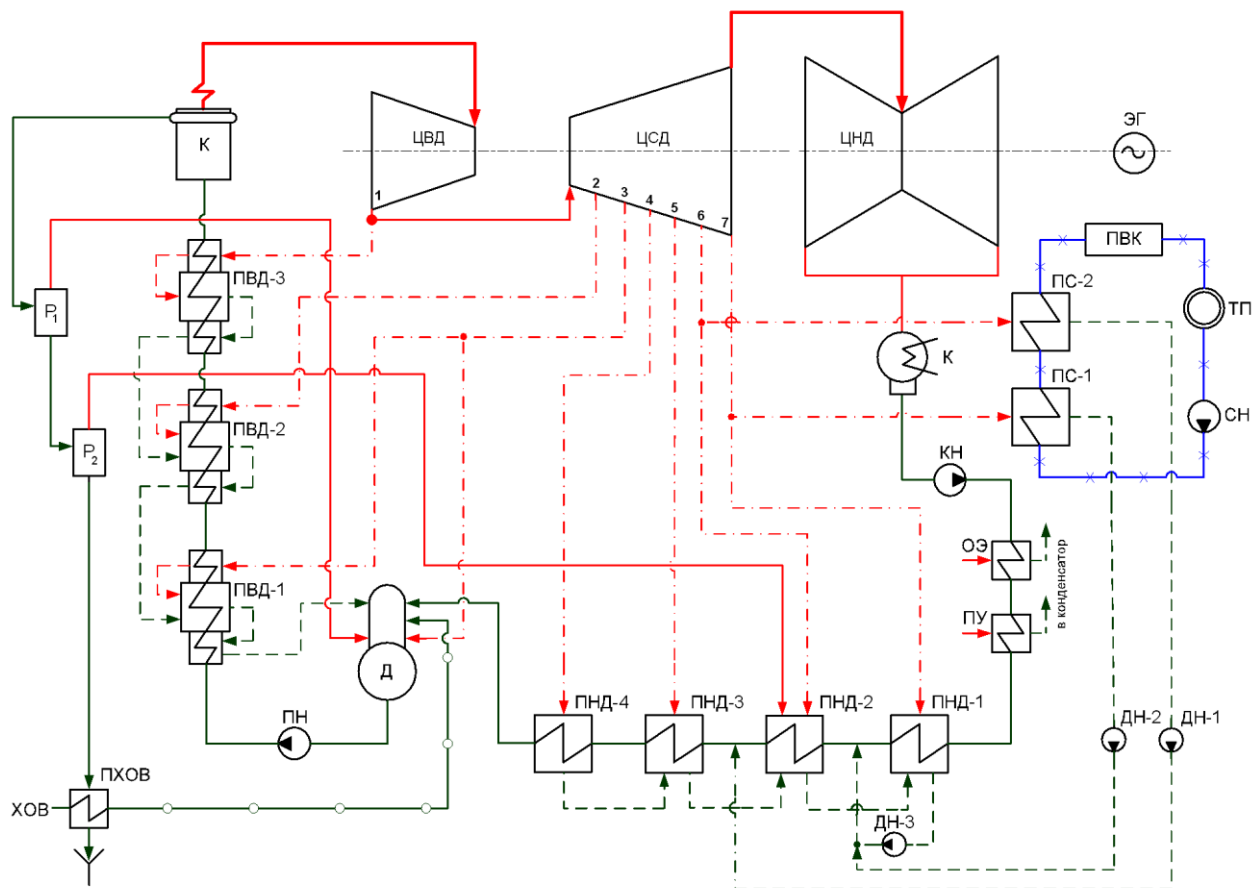 ЭГ
К
ЦВД
ЦСД
ЦНД
1
2
3
4
5
6
7
ПВК
ПВД-3
ПС-2
P1
ТП
К
ПС-1
СН
ПВД-2
P2
КН
ОЭ
в конденсатор
ПВД-1
ПУ
Д
ПН
ПНД-4
ПНД-3
ПНД-2
ПНД-1
ДН-2
ДН-1
ПХОВ
ХОВ
ДН-3